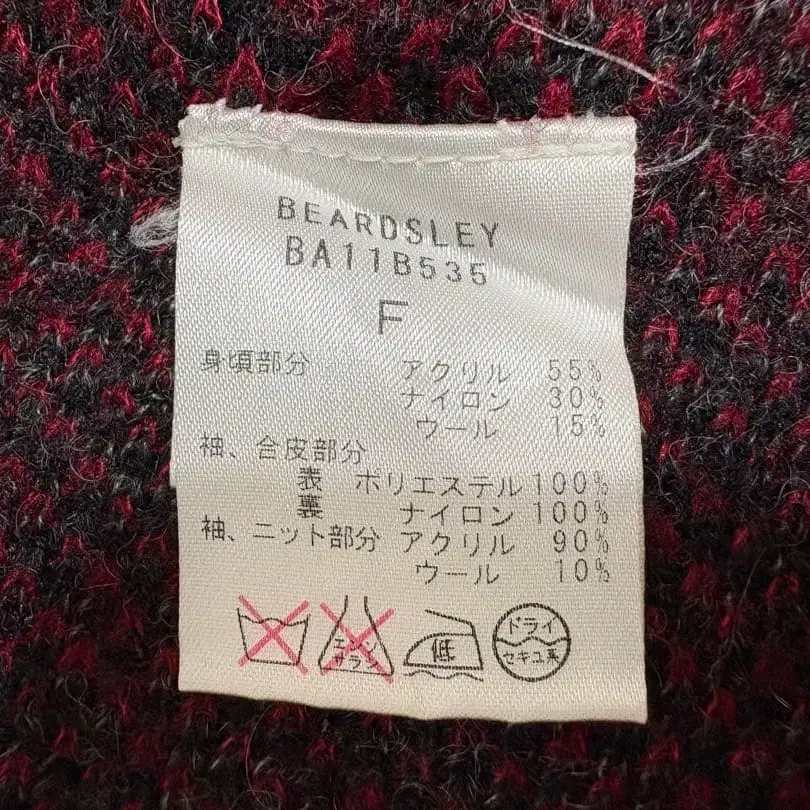 BEARDSLEY
BA11B535
F
身頃部分 アクリル 55%
ナイロン 30%
ウール 15%
袖、合皮部分
表 ポリエステル 100%
裏 ナイロン 100%
袖、ニット部分 アクリル 90%
ウール 10%
エンソ サラシ 低 ドライ
セキユ系